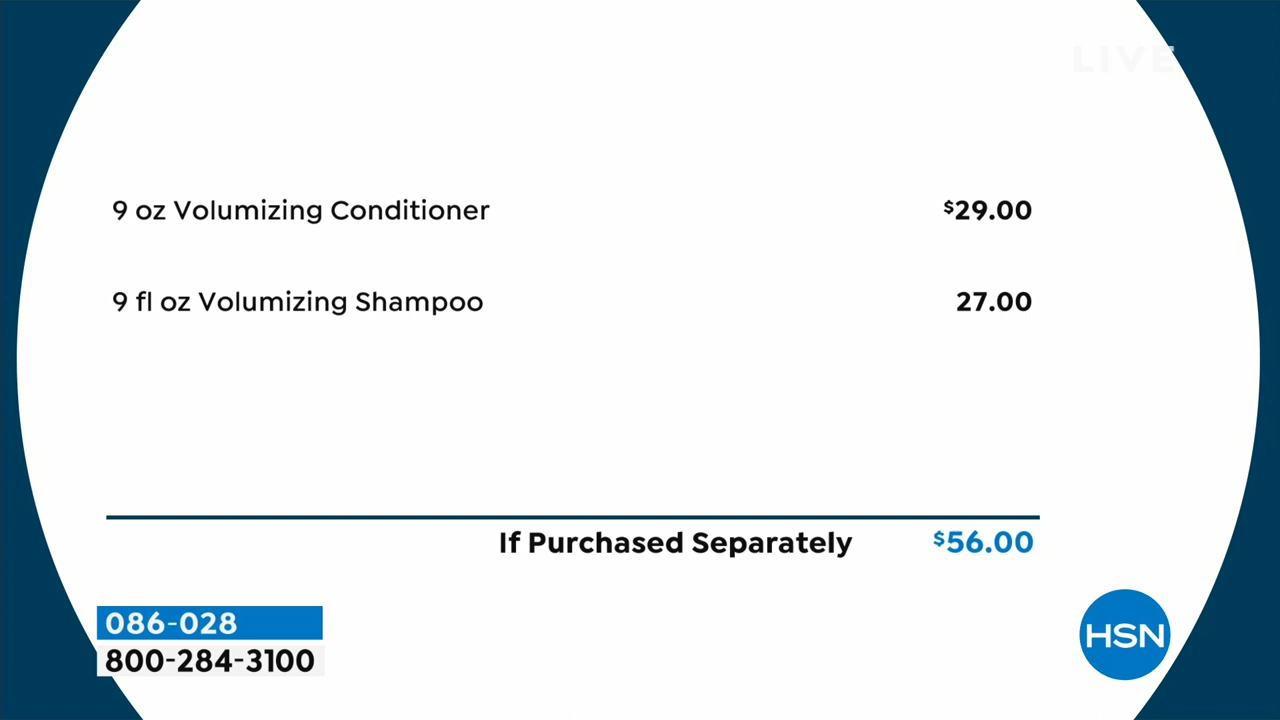 LIVE
9 oz Volumizing Conditioner $29.00
9 fl oz Volumizing Shampoo 27.00
If Purchased Separately $56.00
086-028
800-284-3100
HSN